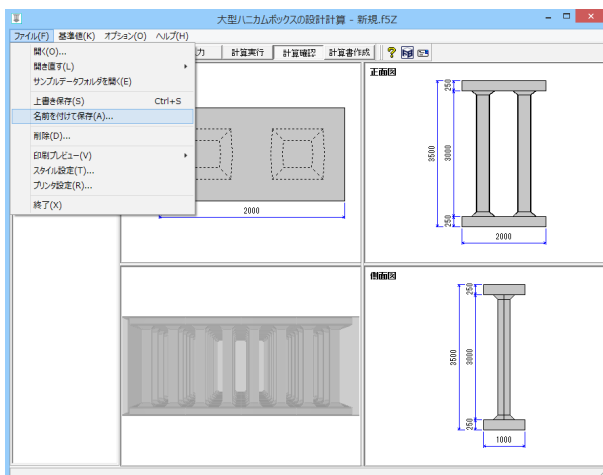 大型ハニカムボックスの設計計算 - 新規.f5Z
ファイル(F) 基準値(K) オプション(O) ヘルプ(H)
力 計算実行 計算確認 計算書作成
開く(O)...
開き直す(L)
サンプルデータフォルダを開く(E)
上書き保存(S) Ctrl+S
名前を付けて保存(A)...
削除(D)...
印刷プレビュー(V)
スタイル設定(T)...
プリンタ設定(R)...
終了(X)
2000
正面図
250
3500
3000
250
2000
側面図
250
3500
3000
250
1000